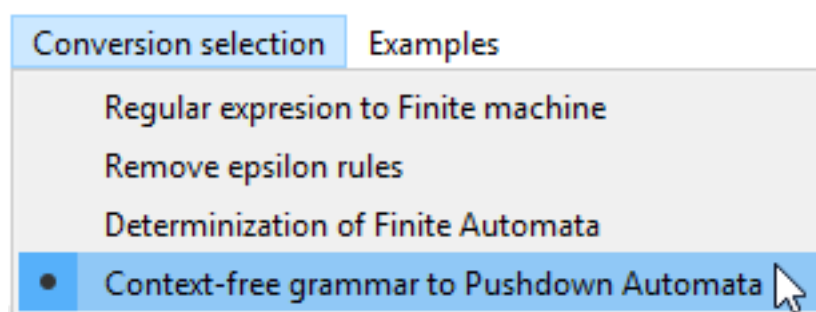 Conversion selection Examples
Regular expresion to Finite machine
Remove epsilon rules
Determinization of Finite Automata
Context-free grammar to Pushdown Automata